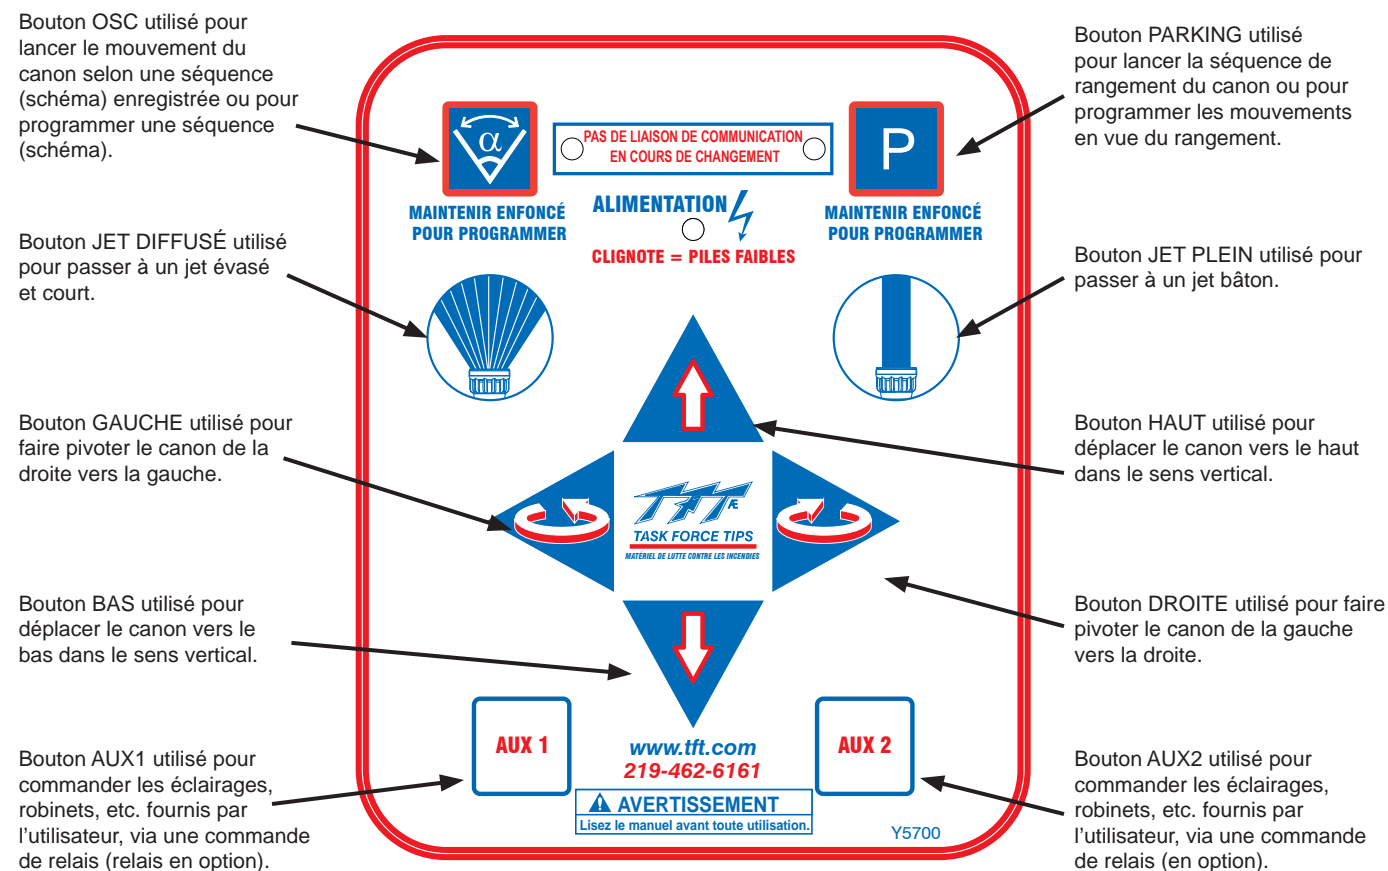 Bouton OSC utilisé pour
lancer le mouvement du
canon selon une séquence
(schéma) enregistrée ou pour
programmer une séquence
(schéma).
Bouton JET DIFFUSÉ utilisé
pour passer à un jet évasé
et court.
Bouton GAUCHE utilisé pour
faire pivoter le canon de la
droite vers la gauche.
Bouton BAS utilisé pour
déplacer le canon vers le
bas dans le sens vertical.
Bouton AUX1 utilisé pour
commander les éclairages,
robinets, etc. fournis par
l'utilisateur, via une commande
de relais (relais en option).
α
MAINTENIR ENFONCÉ
POUR PROGRAMMER
PAS DE LIAISON DE COMMUNICATION
EN COURS DE CHANGEMENT
ALIMENTATION
CLIGNOTE = PILES FAIBLES
P
MAINTENIR ENFONCÉ
POUR PROGRAMMER
TFT Æ
TASK FORCE TIPS
MATÉRIEL DE LUTTE CONTRE LES INCENDIES
AUX 1
www.tft.com
219-462-6161
AVERTISSEMENT
Lisez le manuel avant toute utilisation.
AUX 2
Y5700
Bouton PARKING utilisé
pour lancer la séquence de
rangement du canon ou pour
programmer les mouvements
en vue du rangement.
Bouton JET PLEIN utilisé pour
passer à un jet bâton.
Bouton HAUT utilisé pour
déplacer le canon vers le haut
dans le sens vertical.
Bouton DROITE utilisé pour faire
pivoter le canon de la gauche
vers la droite.
Bouton AUX2 utilisé pour
commander les éclairages,
robinets, etc. fournis par
l'utilisateur, via une commande
de relais (en option).